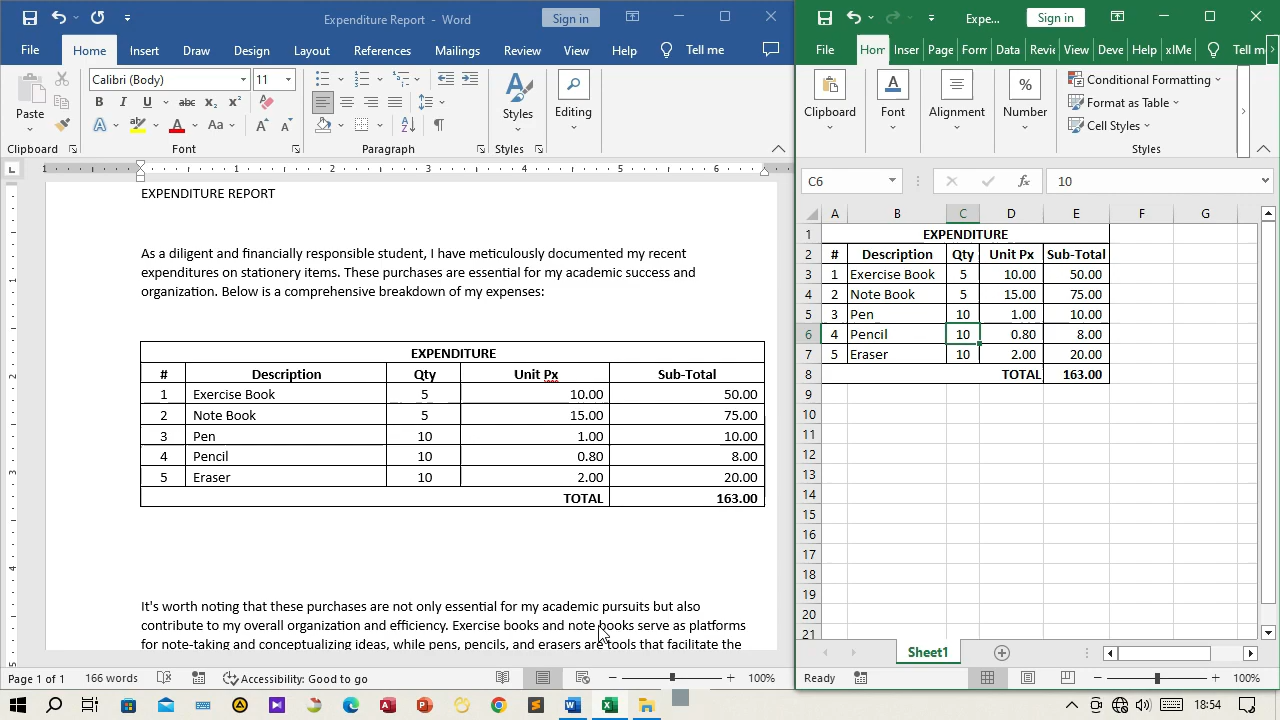 Expenditure Report - Word
Sign in
File Home Insert Draw Design Layout References Mailings Review View Help Tell me
Paste
Clipboard
Calibri (Body) 11
B I U abc x₂ x²
A A Aa A A
Font
Paragraph
Styles
Styles
Editing
L
1 1 2 3 4 5 6
EXPENDITURE REPORT
As a diligent and financially responsible student, I have meticulously documented my recent
expenditures on stationery items. These purchases are essential for my academic success and
organization. Below is a comprehensive breakdown of my expenses:
EXPENDITURE
# Description Qty Unit Px Sub-Total
1 Exercise Book 5 10.00 50.00
2 Note Book 5 15.00 75.00
3 Pen 10 1.00 10.00
4 Pencil 10 0.80 8.00
5 Eraser 10 2.00 20.00
TOTAL 163.00
It's worth noting that these purchases are not only essential for my academic pursuits but also
contribute to my overall organization and efficiency. Exercise books and note books serve as platforms
for note-taking and conceptualizing ideas, while pens, pencils, and erasers are tools that facilitate the
Page 1 of 1 166 words Accessibility: Good to go 100%
Expe...
Sign in
File Hom Inser Page Form Data Revie View Deve Help xlMe Tell m
Clipboard
Font
Alignment
%
Number
Conditional Formatting
Format as Table
Cell Styles
Styles
C6 fx 10
A B C D E F G
1 EXPENDITURE
2 # Description Qty Unit Px Sub-Total
3 1 Exercise Book 5 10.00 50.00
4 2 Note Book 5 15.00 75.00
5 3 Pen 10 1.00 10.00
6 4 Pencil 10 0.80 8.00
7 5 Eraser 10 2.00 20.00
8 TOTAL 163.00
9
10
11
12
13
14
15
16
17
18
19
20
21
Sheet1
Ready 100%
18:54